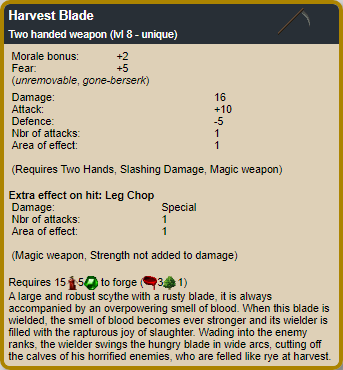 Harvest Blade
Two handed weapon (lvl 8 - unique)
Morale bonus: +2
Fear: +5
(unremovable, gone-berserk)
Damage: 16
Attack: +10
Defence: -5
Nbr of attacks: 1
Area of effect: 1
(Requires Two Hands, Slashing Damage, Magic weapon)
Extra effect on hit: Leg Chop
Damage: Special
Nbr of attacks: 1
Area of effect: 1
(Magic weapon, Strength not added to damage)
Requires 15 5 to forge ( 3 1)
A large and robust scythe with a rusty blade, it is always
accompanied by an overpowering smell of blood. When this blade is
wielded, the smell of blood becomes ever stronger and its wielder is
filled with the rapturous joy of slaughter. Wading into the enemy
ranks, the wielder swings the hungry blade in wide arcs, cutting off
the calves of his horrified enemies, who are felled like rye at harvest.